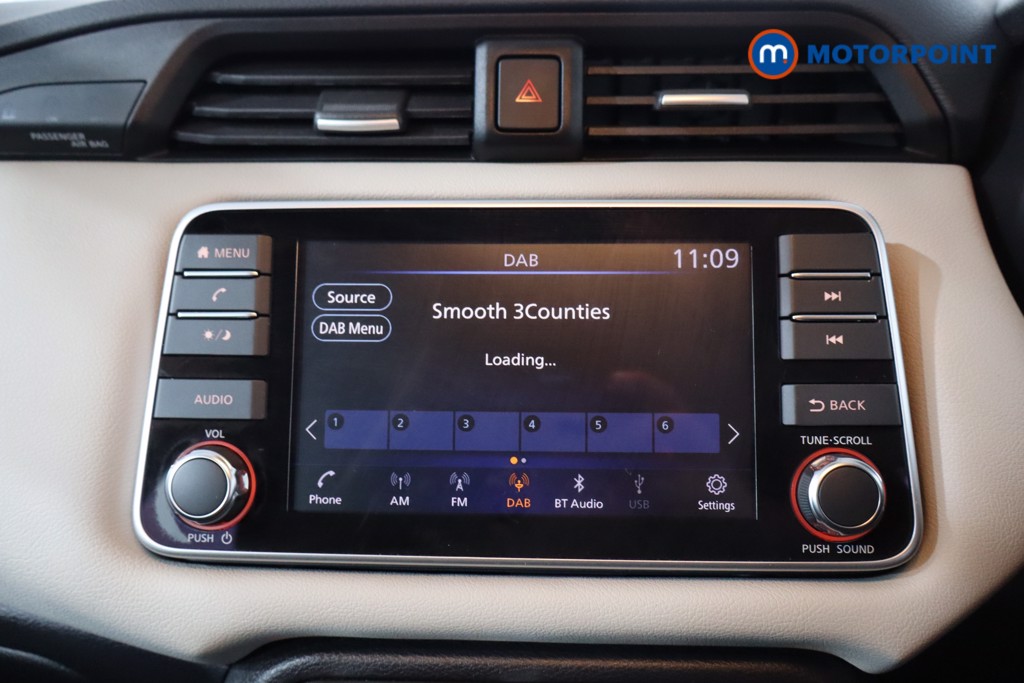 m. MOTORPOINT
PASSENGER
AIR BAG
MENU
AUDIO
VOL
PUSH
DAB
11:09
Source
DAB Menu
Smooth 3Counties
Loading...
1 2 3 4 5 6
Phone AM FM DAB BT Audio USB Settings
BACK
TUNE-SCROLL
PUSH SOUND